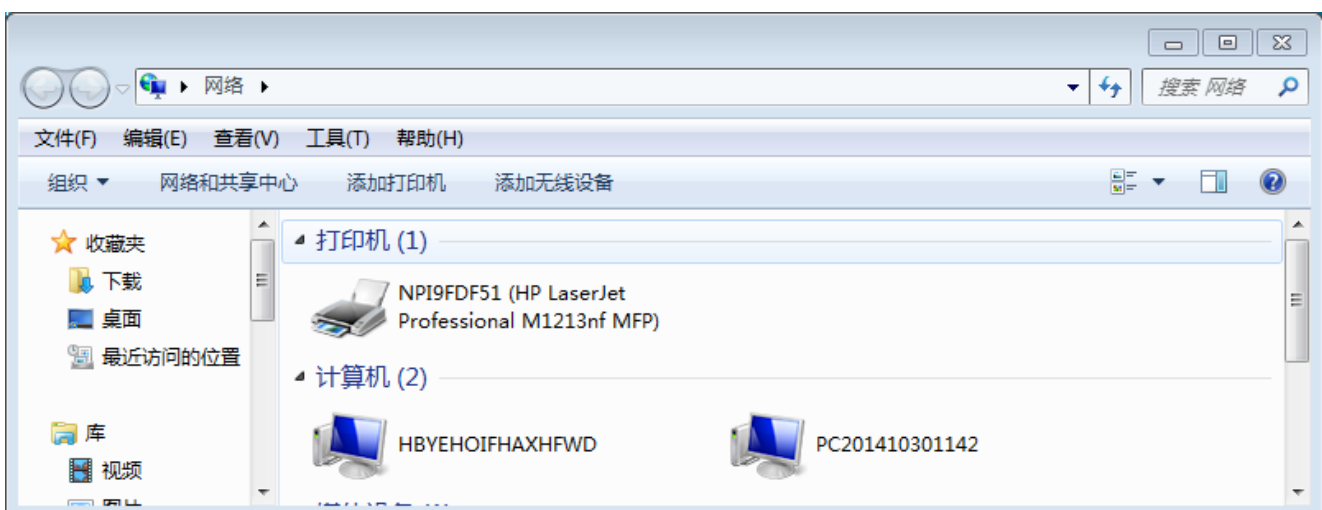 网络
搜索 网络
文件(F) 编辑(E) 查看(V) 工具(T) 帮助(H)
组织 网络和共享中心 添加打印机 添加无线设备
收藏夹
下载
桌面
最近访问的位置
库
视频
打印机 (1)
NPI9FDF51 (HP LaserJet
Professional M1213nf MFP)
计算机 (2)
HBYEHOIFHAXHFWD
PC201410301142